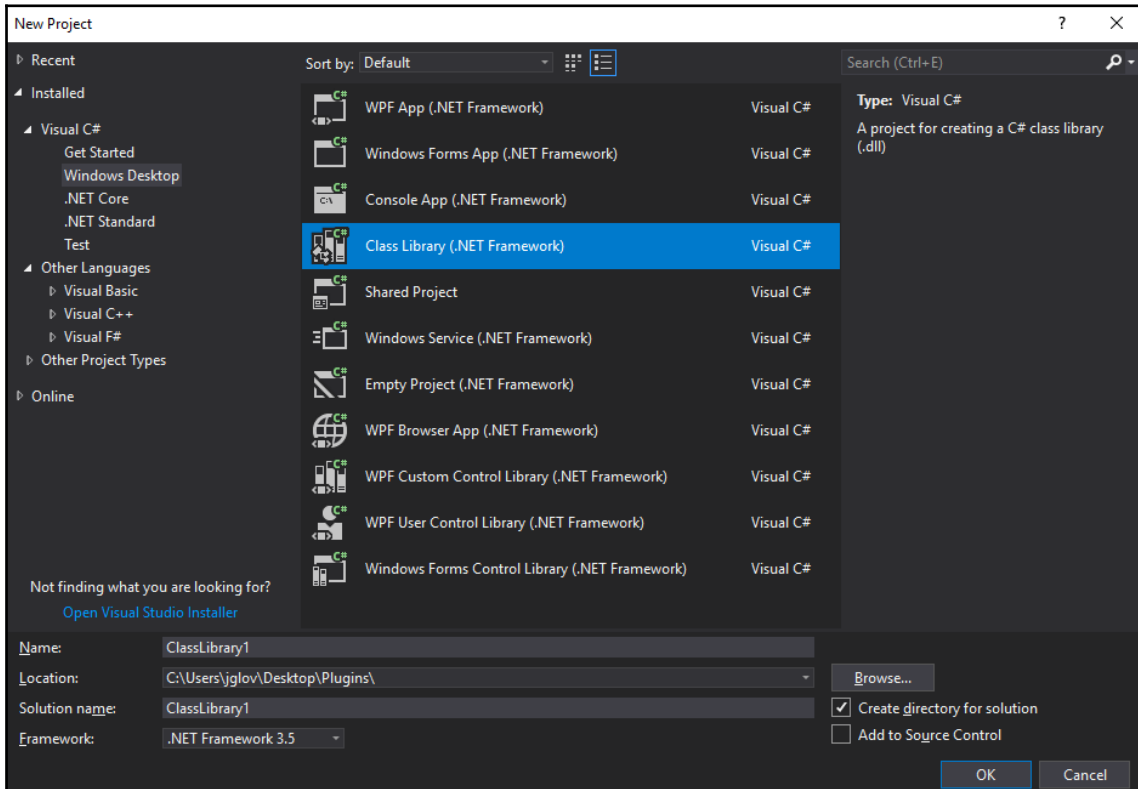 New Project
Recent
Installed
Visual C#
Get Started
Windows Desktop
.NET Core
.NET Standard
Test
Other Languages
Visual Basic
Visual C++
Visual F#
Other Project Types
Online
Not finding what you are looking for?
Open Visual Studio Installer
Sort by: Default
WPF App (.NET Framework) Visual C#
Windows Forms App (.NET Framework) Visual C#
Console App (.NET Framework) Visual C#
Class Library (.NET Framework) Visual C#
Shared Project Visual C#
Windows Service (.NET Framework) Visual C#
Empty Project (.NET Framework) Visual C#
WPF Browser App (.NET Framework) Visual C#
WPF Custom Control Library (.NET Framework) Visual C#
WPF User Control Library (.NET Framework) Visual C#
Windows Forms Control Library (.NET Framework) Visual C#
Search (Ctrl+E)
Type: Visual C#
A project for creating a C# class library
(.dll)
Name: ClassLibrary1
Location: C:\Users\jglov\Desktop\Plugins\ Browse...
Solution name: ClassLibrary1 Create directory for solution
Framework: .NET Framework 3.5 Add to Source Control
OK Cancel